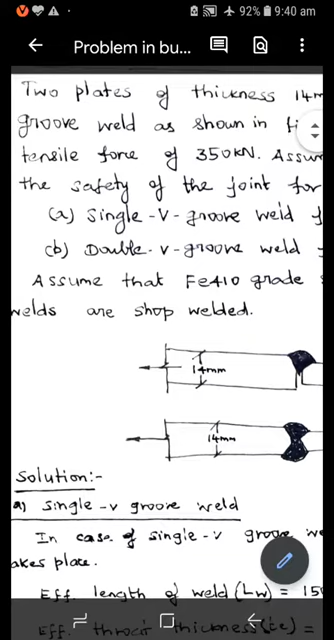 92% 9:40 am
Problem in bu...
Two plates of thickness 14m
groove weld as shown in fi
tensile force of 350kN. Assum
the safety of the joint for
(a) Single-V-groove weld f
(b) Double-V-groove weld
Assume that Fe410 grade s
welds are shop welded.
14mm
14mm
Solution:-
a) Single-V groove weld
In case of single-V groove we
akes place.
Eff. length of weld (Lw) = 15
Eff. throat thickness (te) =